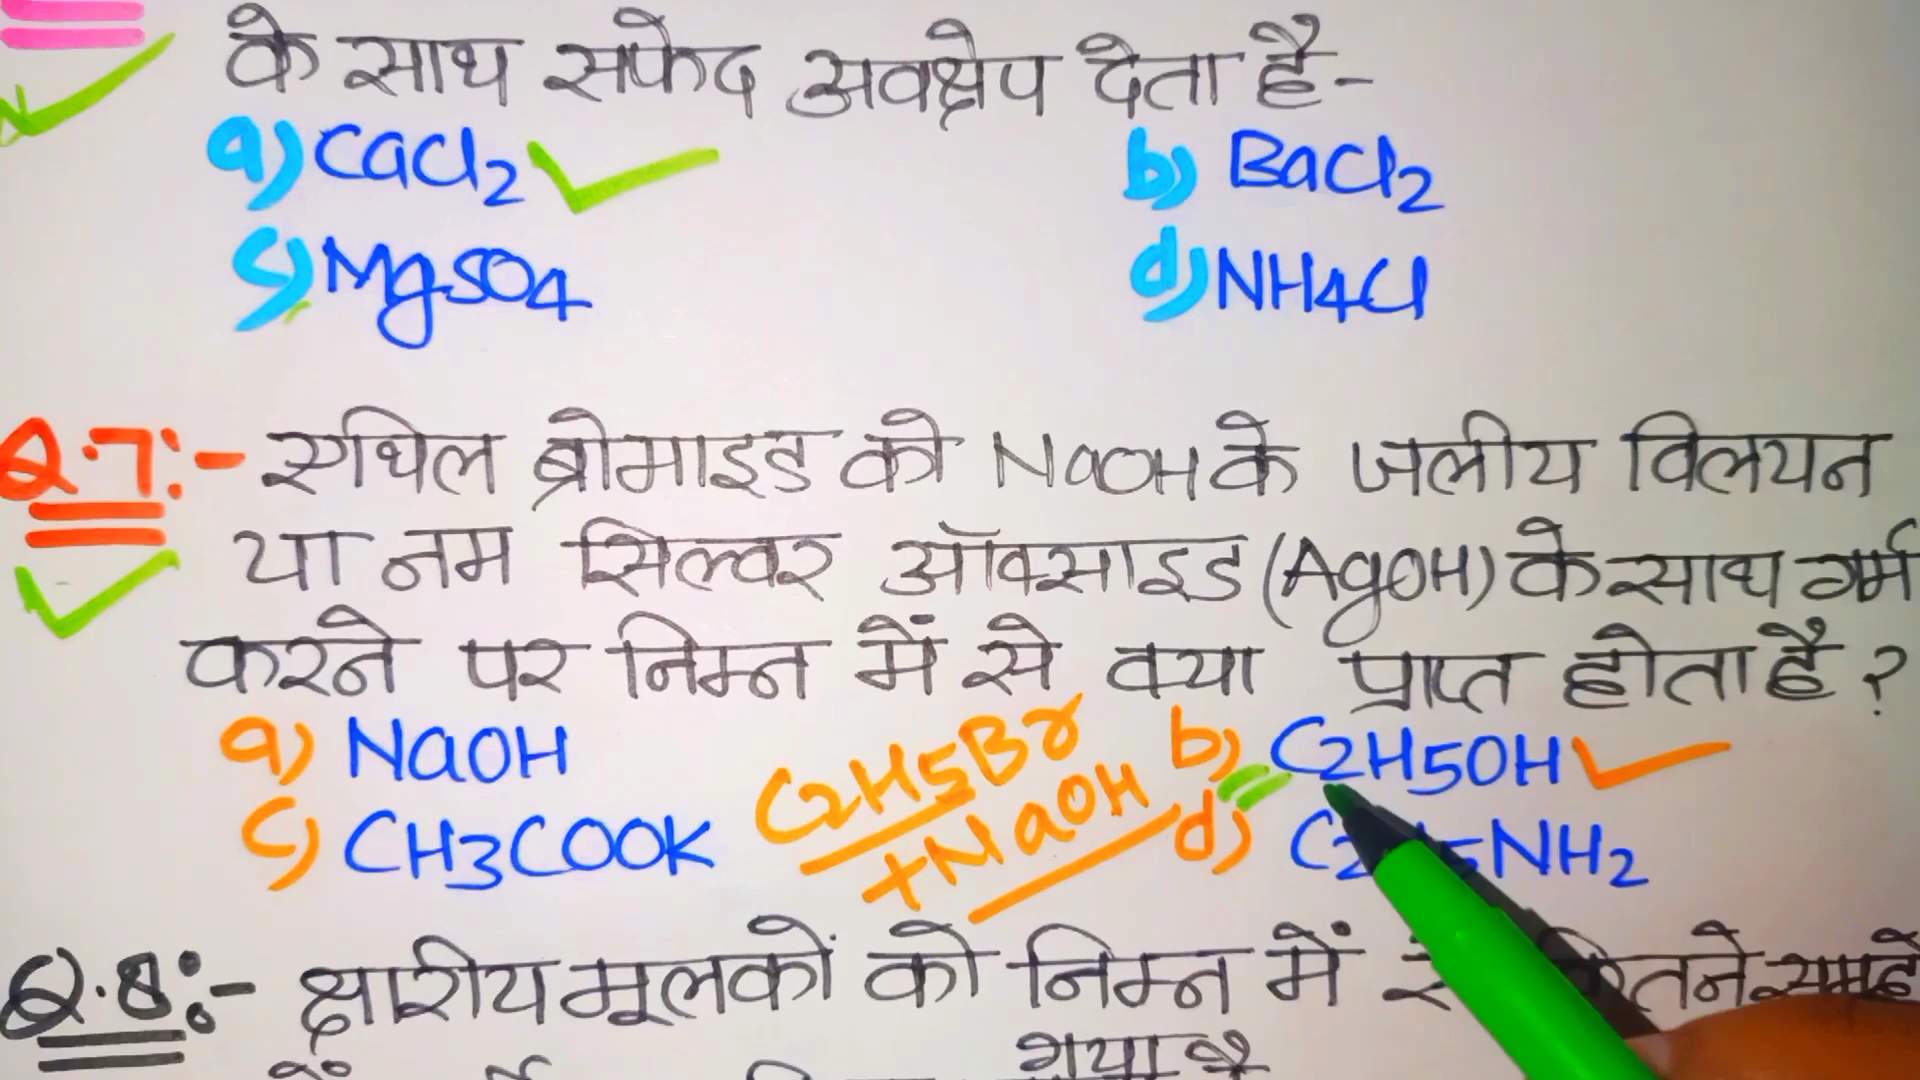 के साथ सफेद अवक्षेप देता है-
a) CaCl2 b) BaCl2
c) MgSO4 d) NH4Cl
Q.7:- एथिल ब्रोमाइड को NaOH के जलीय विलयन
या नम सिल्वर ऑक्साइड (AgOH) के साथ गर्म
करने पर निम्न में से क्या प्राप्त होता है ?
a) NaOH C2H5Br b) C2H5OH
c) CH3COOK +NaOH d) NH2
Q.8:- क्षारीय मूलकों को निम्न में
गया है